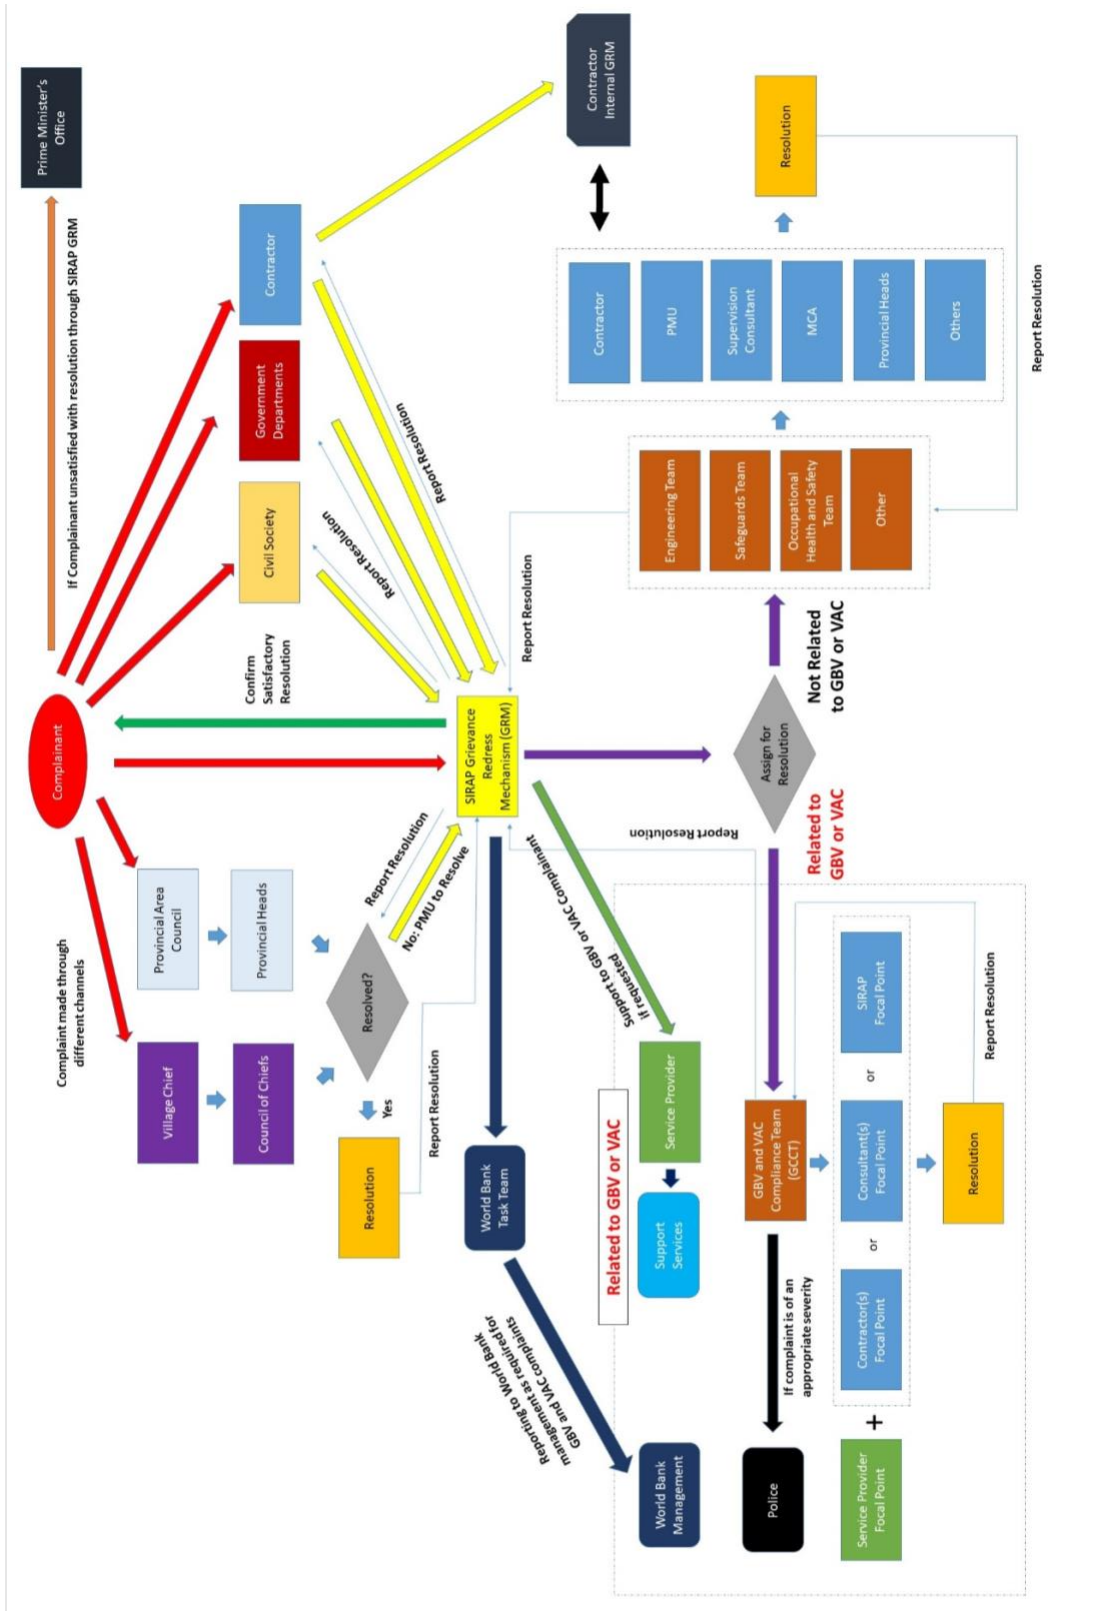 Complainant
Prime Minister's
Office
If Complainant unsatisfied with resolution through SIRAP GRM
Complaint made through
different channels
Village Chief
Provincial Area
Council
Council of Chiefs
Provincial Heads
Confirm
Satisfactory
Resolution
Civil Society
Government
Departments
Contractor
Resolved?
Yes
Resolution
Report Resolution
Report Resolution
No: PMU to Resolve
Report Resolution
Report Resolution
SIRAP Grievance
Redress
Mechanism (GRM)
Report Resolution
Contractor
Internal GRM
World Bank
Task Team
Reporting to World Bank
management as required for
GBV and VAC complaints
Support to GBV or VAC Complainant
if requested
Report Resolution
Related to GBV or VAC
World Bank
Management
Support
Services
Service Provider
Assign for
Resolution
Related to
GBV or VAC
Not Related
to GBV or VAC
Engineering Team
Safeguards Team
Occupational
Health and Safety
Team
Other
Contractor
PMU
Supervision
Consultant
MCA
Provincial Heads
Others
Resolution
Report Resolution
Police
If complaint is of an
appropriate severity
GBV and VAC
Compliance Team
(GCCT)
Service Provider
Focal Point
+
Contractor(s)
Focal Point
or
Consultant(s)
Focal Point
or
SIRAP
Focal Point
Resolution
Report Resolution